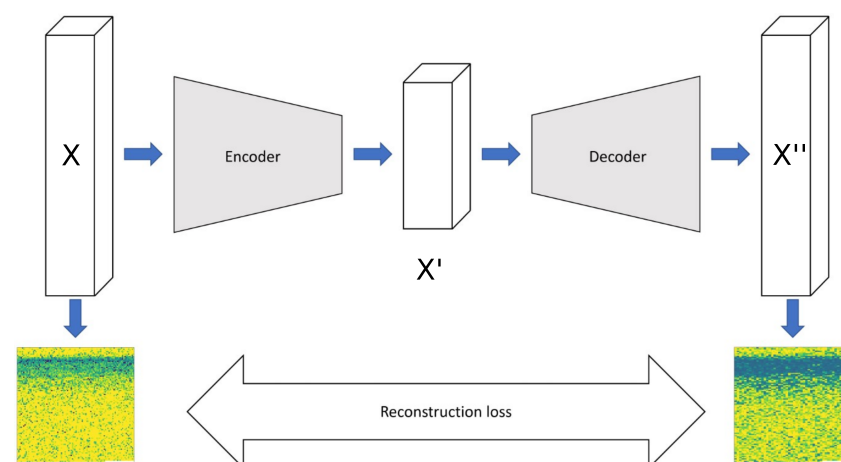 X
Encoder
X'
Decoder
X''
Reconstruction loss